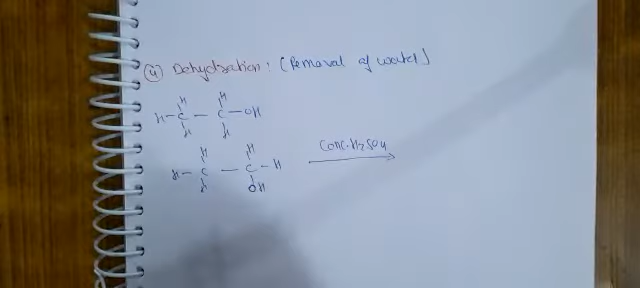 ④ Dehydration: (Removal of water)
H H
H-C — C-OH
H H
H H Conc. H2SO4
H-C — C-H
H OH